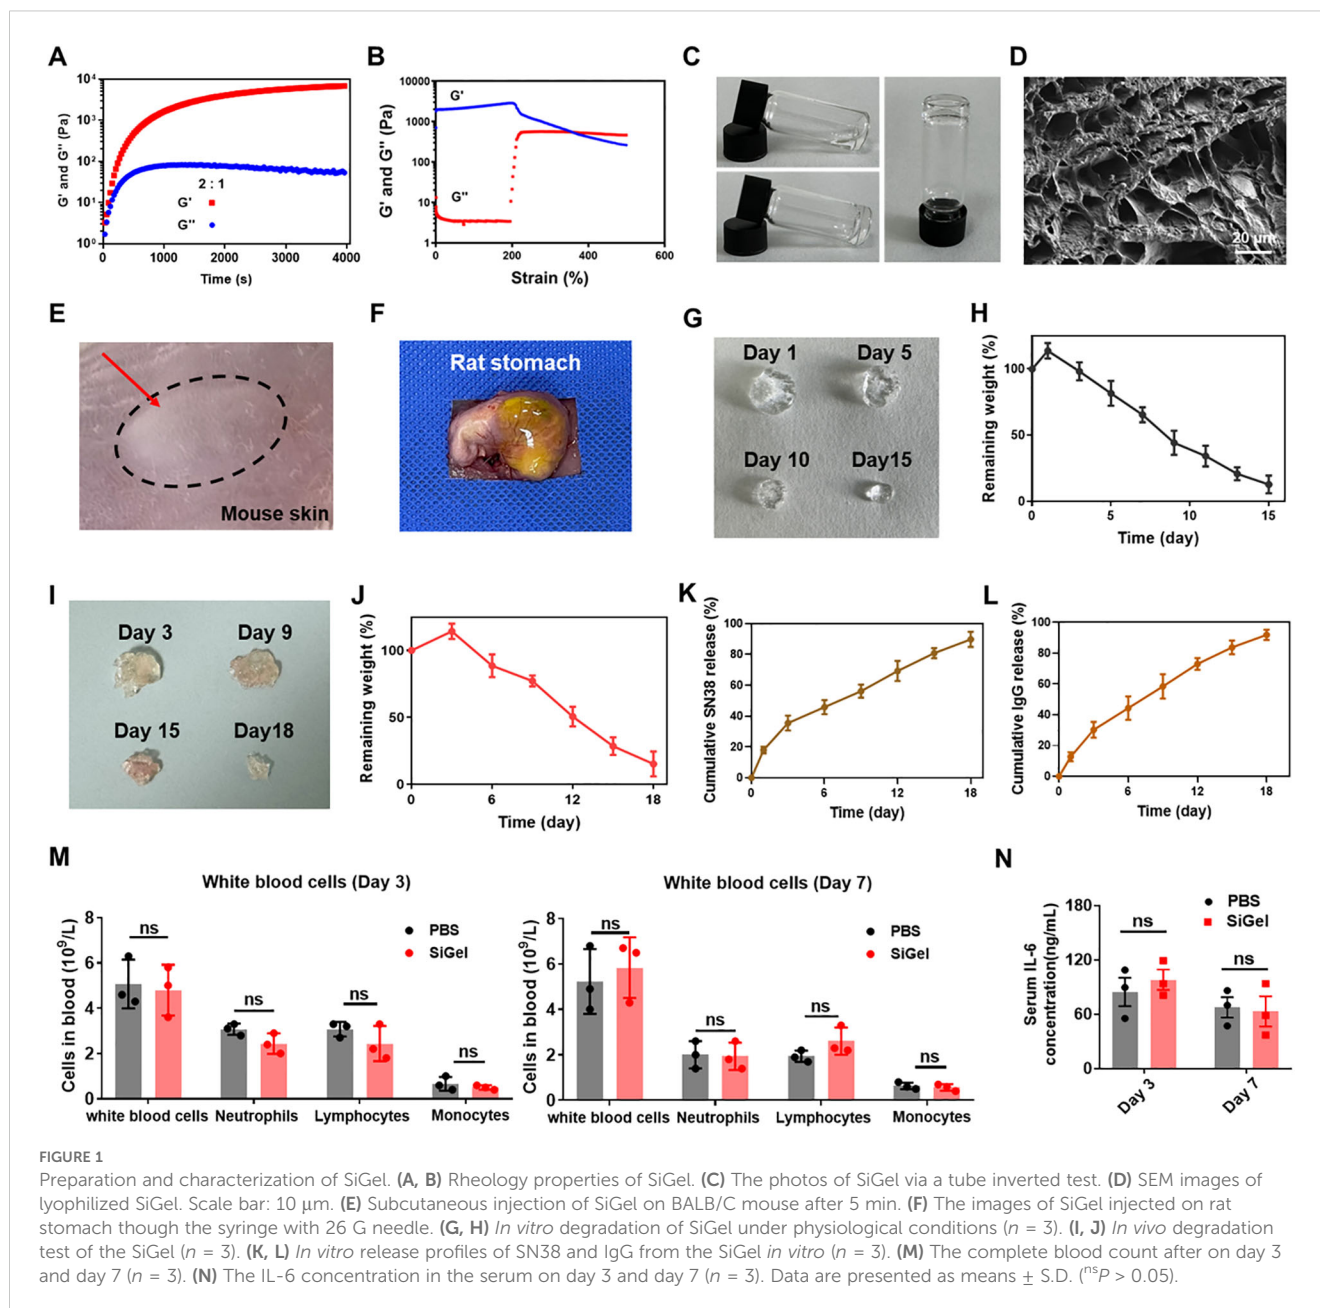 A
B
C
D
G' and G'' (Pa)
10⁴
10³
10²
10¹
10⁰
2 : 1
G'
G''
0
1000
2000
3000
4000
Time (s)
G' and G'' (Pa)
10000
1000
100
10
1
G'
G''
0
200
400
600
Strain (%)
20 μm
E
F
G
H
Mouse skin
Rat stomach
Day 1
Day 5
Day 10
Day15
Remaining weight (%)
100
50
0
0
5
10
15
Time (day)
I
J
K
L
Day 3
Day 9
Day 15
Day18
Remaining weight (%)
100
50
0
0
6
12
18
Time (day)
Cumulative SN38 release (%)
100
80
60
40
20
0
0
6
12
18
Time (day)
Cumulative IgG release (%)
100
80
60
40
20
0
0
6
12
18
Time (day)
M
N
White blood cells (Day 3)
Cells in blood (10⁹/L)
8
6
4
2
0
ns
ns
ns
ns
PBS
SiGel
white blood cells
Neutrophils
Lymphocytes
Monocytes
White blood cells (Day 7)
Cells in blood (10⁹/L)
8
6
4
2
0
ns
ns
ns
ns
PBS
SiGel
white blood cells
Neutrophils
Lymphocytes
Monocytes
Serum IL-6
concentration(ng/mL)
180
120
60
0
ns
ns
PBS
SiGel
Day 3
Day 7
FIGURE 1
Preparation and characterization of SiGel. (A, B) Rheology properties of SiGel. (C) The photos of SiGel via a tube inverted test. (D) SEM images of
lyophilized SiGel. Scale bar: 10 μm. (E) Subcutaneous injection of SiGel on BALB/C mouse after 5 min. (F) The images of SiGel injected on rat
stomach though the syringe with 26 G needle. (G, H) In vitro degradation of SiGel under physiological conditions (n = 3). (I, J) In vivo degradation
test of the SiGel (n = 3). (K, L) In vitro release profiles of SN38 and IgG from the SiGel in vitro (n = 3). (M) The complete blood count after on day 3
and day 7 (n = 3). (N) The IL-6 concentration in the serum on day 3 and day 7 (n = 3). Data are presented as means ± S.D. (ⁿˢP > 0.05).